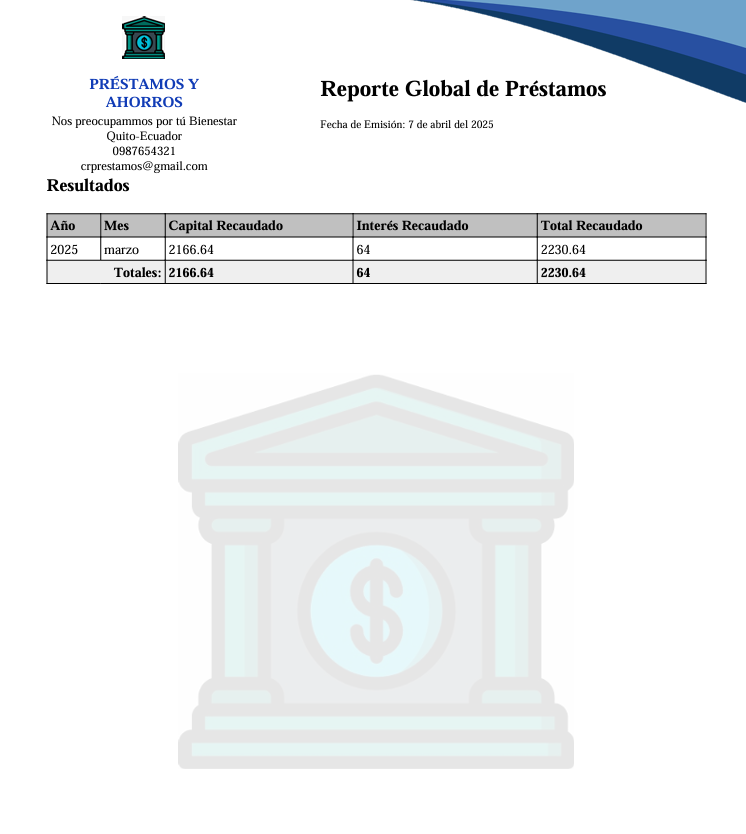 PRÉSTAMOS Y
AHORROS
Nos preocupammos por tú Bienestar
Quito-Ecuador
0987654321
crprestamos@gmail.com
Reporte Global de Préstamos
Fecha de Emisión: 7 de abril del 2025
Resultados
Año Mes Capital Recaudado Interés Recaudado Total Recaudado
2025 marzo 2166.64 64 2230.64
Totales: 2166.64 64 2230.64